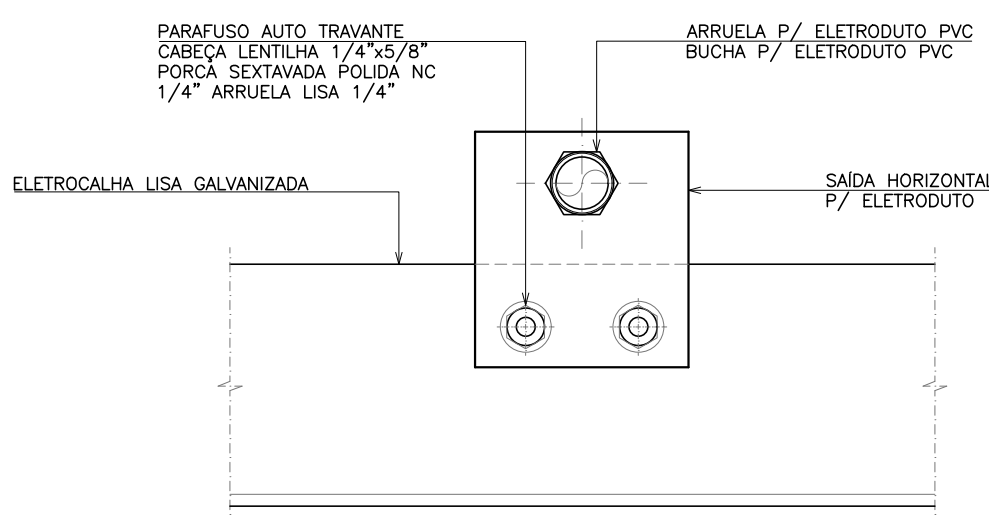 PARAFUSO AUTO TRAVANTE
CABEÇA LENTILHA 1/4"x5/8"
PORCA SEXTAVADA POLIDA NC
1/4" ARRUELA LISA 1/4"
ARRUELA P/ ELETRODUTO PVC
BUCHA P/ ELETRODUTO PVC
ELETROCALHA LISA GALVANIZADA
SAÍDA HORIZONTAL
P/ ELETRODUTO